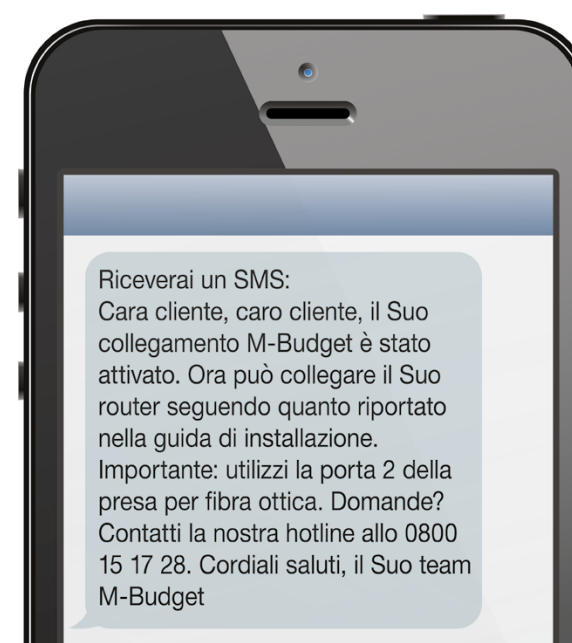 Riceverai un SMS:
Cara cliente, caro cliente, il Suo
collegamento M-Budget è stato
attivato. Ora può collegare il Suo
router seguendo quanto riportato
nella guida di installazione.
Importante: utilizzi la porta 2 della
presa per fibra ottica. Domande?
Contatti la nostra hotline allo 0800
15 17 28. Cordiali saluti, il Suo team
M-Budget